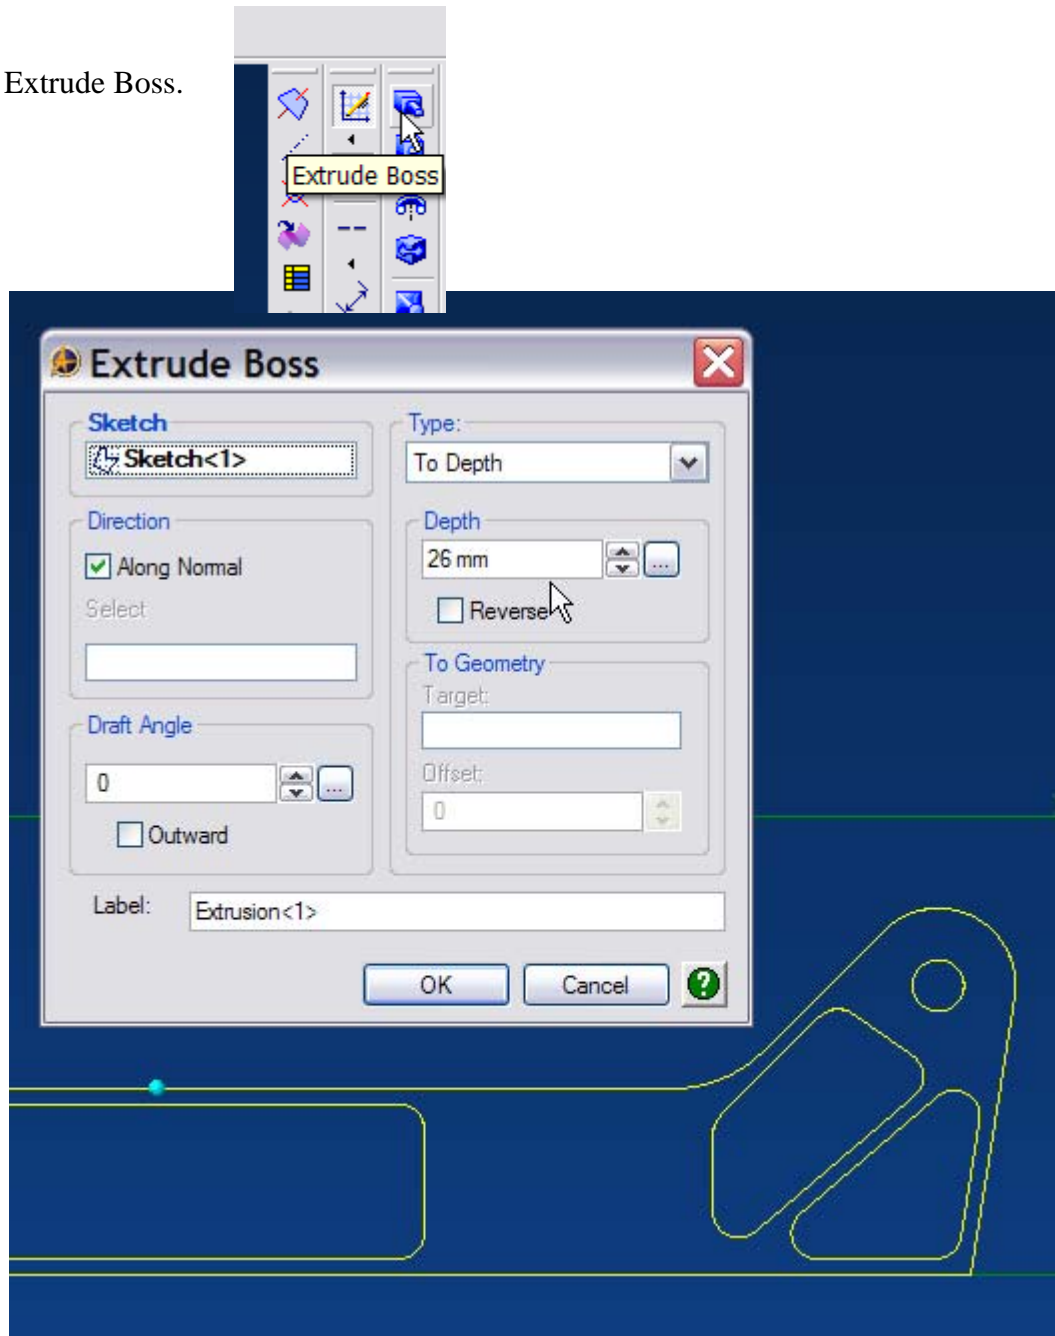 Extrude Boss.
Extrude Boss
Extrude Boss
Sketch
Sketch<1>
Direction
Along Normal
Select
Draft Angle
0
...
Outward
Type:
To Depth
Depth
26 mm
...
Reverse
To Geometry
Target:
Offset:
0
Label:
Extrusion<1>
OK
Cancel
?